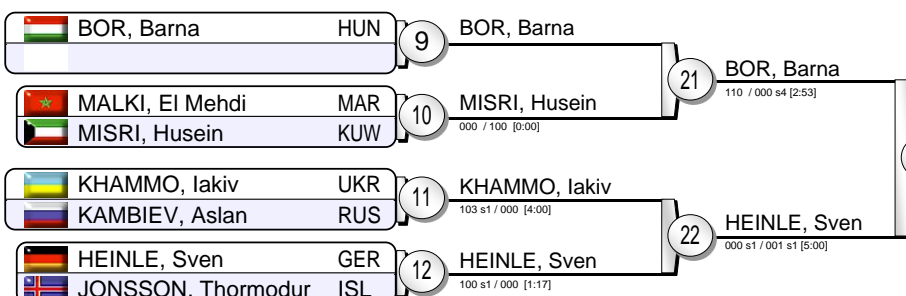 BOR, Barna HUN
9
BOR, Barna
21
BOR, Barna
110 / 000 s4 [2:53]
MALKI, El Mehdi MAR
MISRI, Husein KUW
10
MISRI, Husein
000 / 100 [0:00]
KHAMMO, Iakiv UKR
KAMBIEV, Aslan RUS
11
KHAMMO, Iakiv
103 s1 / 000 [4:00]
22
HEINLE, Sven
000 s1 / 001 s1 [5:00]
HEINLE, Sven GER
JONSSON, Thormodur ISL
12
HEINLE, Sven
100 s1 / 000 [1:17]